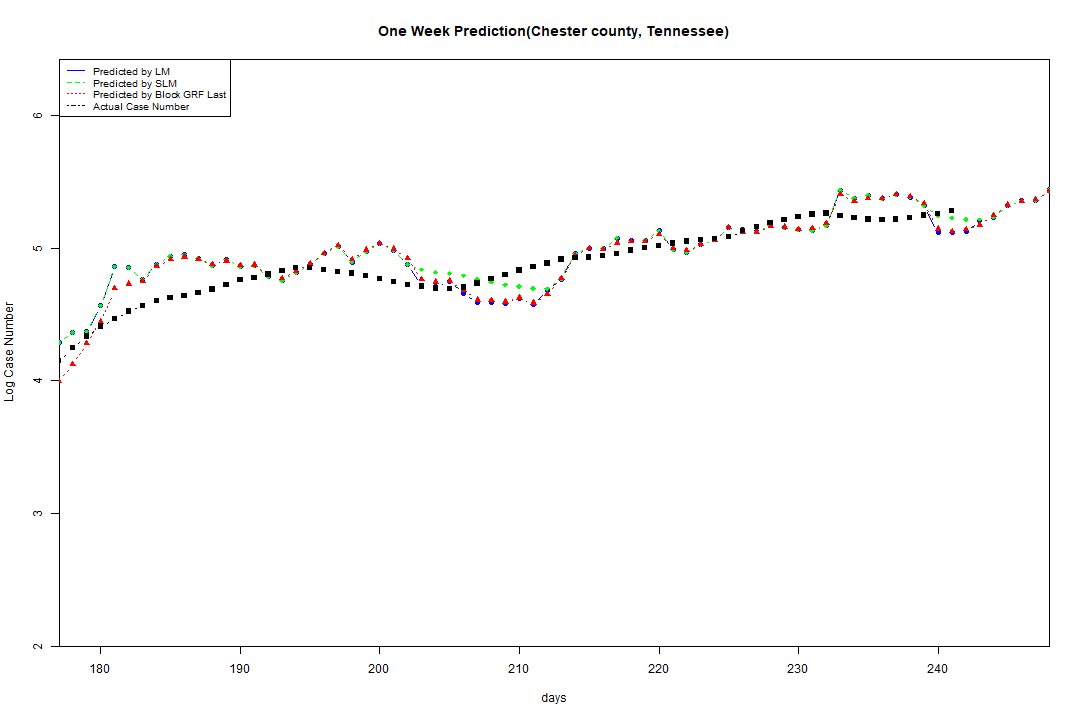 One Week Prediction(Chester county, Tennessee)
Predicted by LM
Predicted by SLM
Predicted by Block GRF Last
Actual Case Number
6
5
4
3
2
Log Case Number
180 190 200 210 220 230 240
days